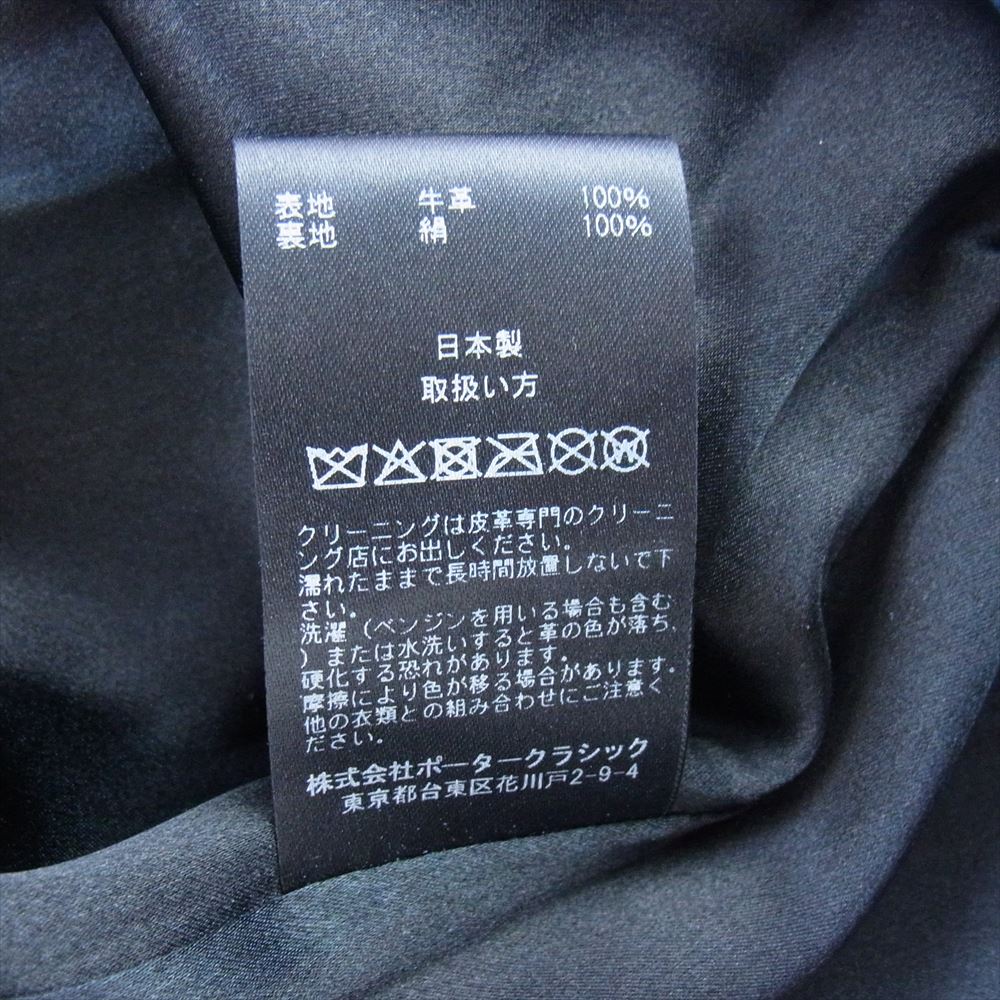 表地 牛革 100%
裏地 絹 100%
日本製
取扱い方
クリーニングは皮革専門のクリーニ
ング店にお出しください。
濡れたままで長時間放置しないで下
さい。
洗濯（ベンジンを用いる場合も含む
）または水洗いすると革の色が落ち、
硬化する恐れがあります。
摩擦により色が移る場合があります。
他の衣類との組み合わせにご注意く
ださい。
株式会社ポータークラシック
東京都台東区花川戸2-9-4